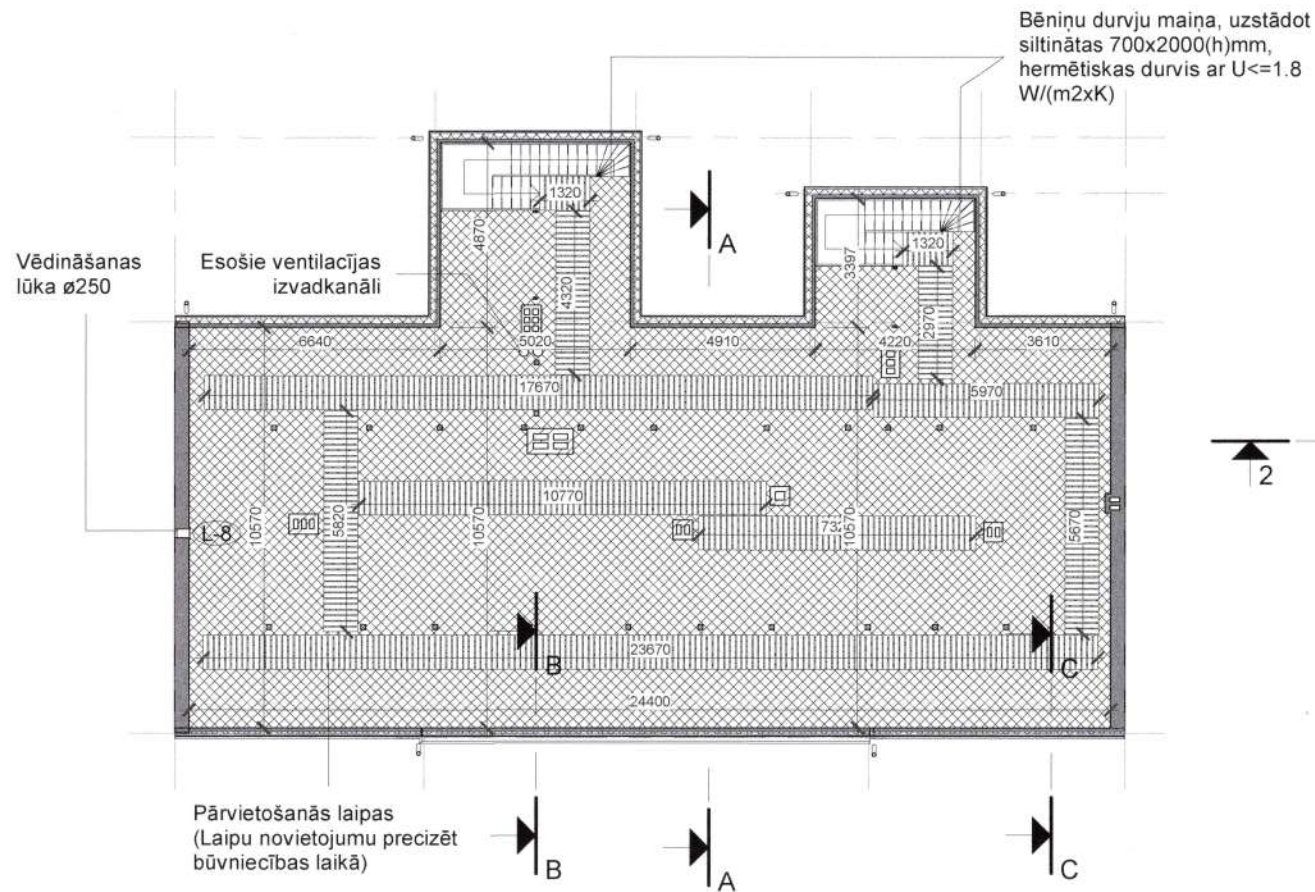 Bēniņu durvju maiņa, uzstādot
siltinātas 700x2000(h)mm,
hermētiskas durvis ar U<=1.8
W/(m2xK)
1320
A
4870
1320
3397
Vēdināšanas
lūka ø250
Esošie ventilācijas
izvadkanāli
4320
2970
6640
5020
4910
4220
3610
17670
5970
2
10770
L-8
10570
5820
10570
10570
5670
23670
B
C
24400
Pārvietošanās laipas
(Laipu novietojumu precizēt
būvniecības laikā)
B
A
C